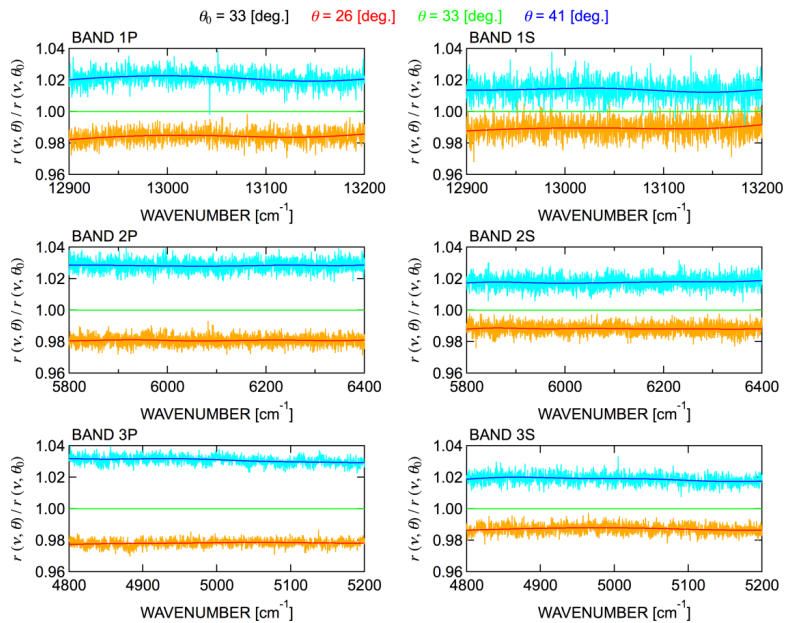 θ₀ = 33 [deg.] θ = 26 [deg.] θ = 33 [deg.] θ = 41 [deg.]
BAND 1P
1.04
1.02
1.00
0.98
0.96
r (ν, θ) / r (ν, θ₀)
12900 13000 13100 13200
WAVENUMBER [cm⁻¹]
BAND 1S
1.04
1.02
1.00
0.98
0.96
r (ν, θ) / r (ν, θ₀)
12900 13000 13100 13200
WAVENUMBER [cm⁻¹]
BAND 2P
1.04
1.02
1.00
0.98
0.96
r (ν, θ) / r (ν, θ₀)
5800 6000 6200 6400
WAVENUMBER [cm⁻¹]
BAND 2S
1.04
1.02
1.00
0.98
0.96
r (ν, θ) / r (ν, θ₀)
5800 6000 6200 6400
WAVENUMBER [cm⁻¹]
BAND 3P
1.04
1.02
1.00
0.98
0.96
r (ν, θ) / r (ν, θ₀)
4800 4900 5000 5100 5200
WAVENUMBER [cm⁻¹]
BAND 3S
1.04
1.02
1.00
0.98
0.96
r (ν, θ) / r (ν, θ₀)
4800 4900 5000 5100 5200
WAVENUMBER [cm⁻¹]